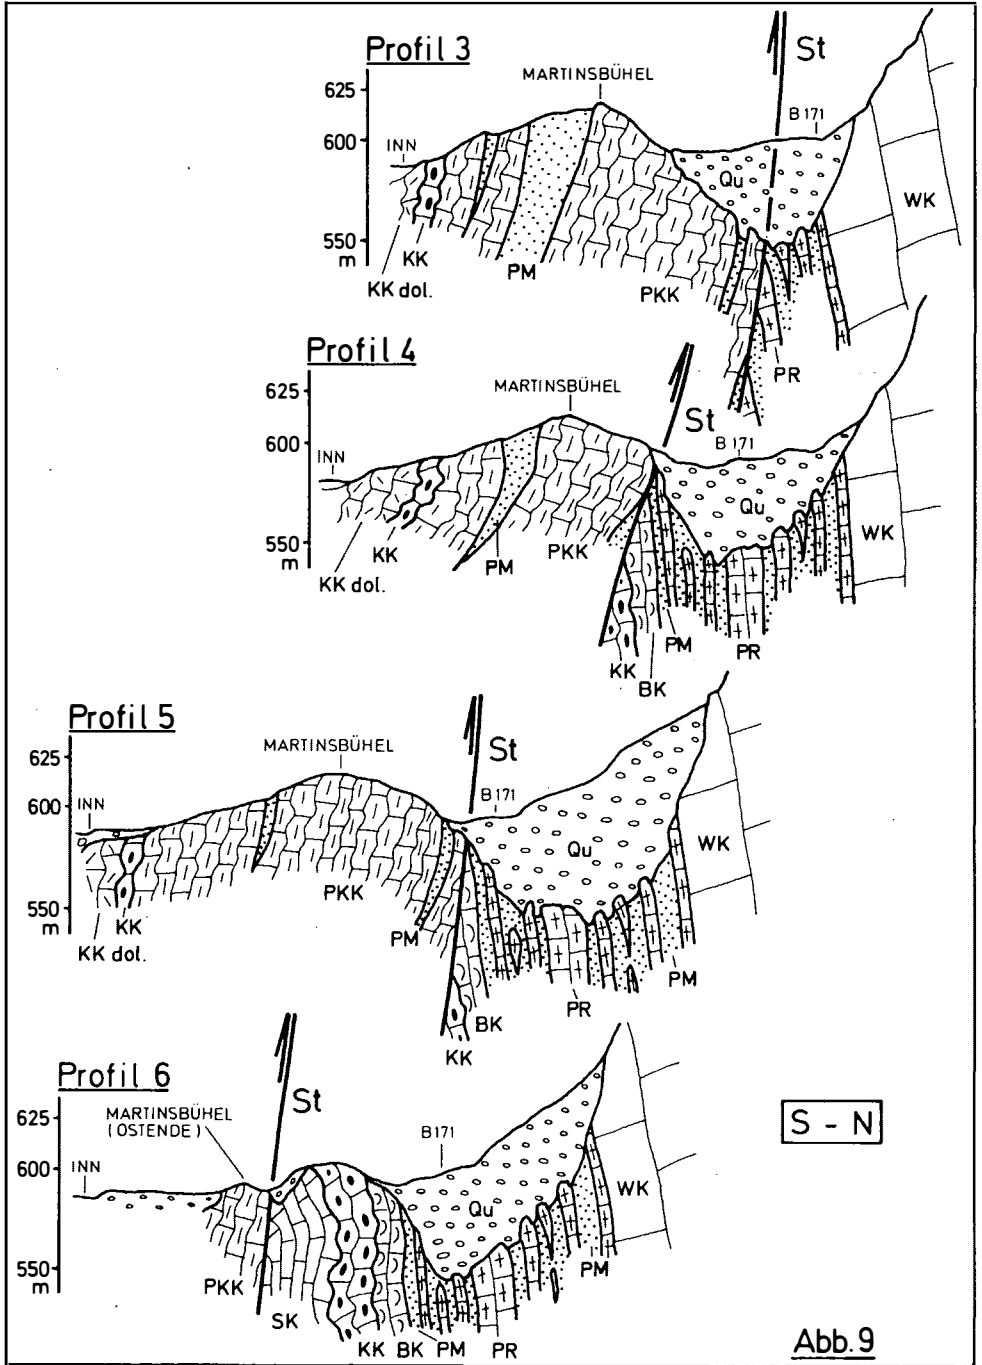 Profil 3
St
MARTINSBÜHEL
625
B 171
600
INN
Qu
WK
550
m
KK
PM
PKK
KK dol.
PR
Profil 4
MARTINSBÜHEL
625
St
B 171
600
INN
Qu
WK
550
m
KK
PM
PKK
KK dol.
PM
PR
KK
BK
Profil 5
MARTINSBÜHEL
St
625
INN
B 171
600
Qu
WK
PKK
550
m
KK
PM
KK dol.
PM
PR
BK
KK
Profil 6
St
MARTINSBÜHEL
(OSTENDE)
625
B 171
S - N
INN
600
WK
Qu
550
m
PKK
PM
SK
KK
BK
PM
PR
Abb. 9